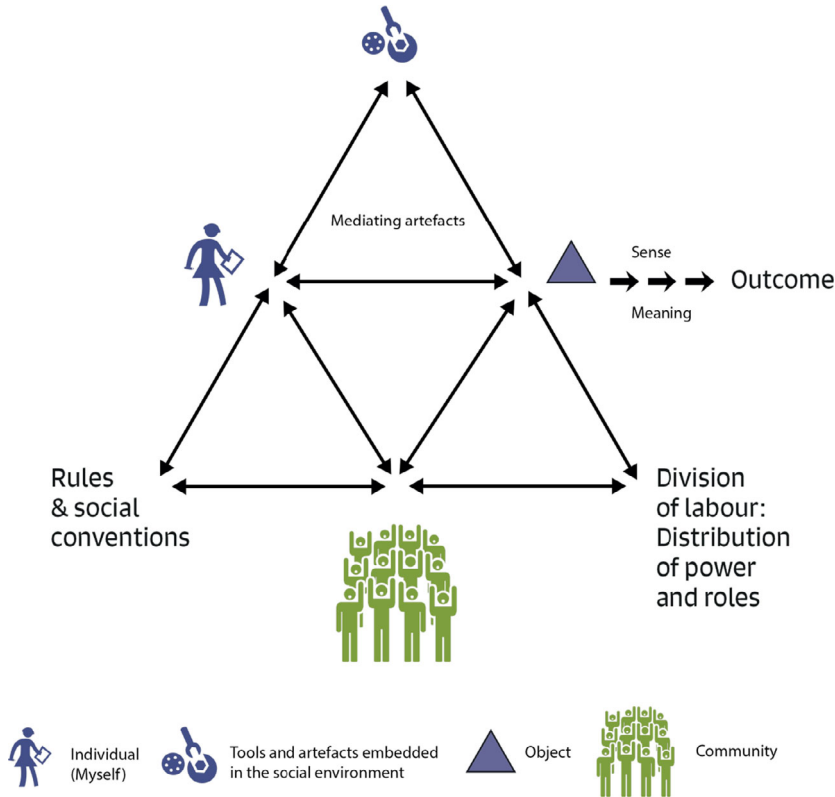 Mediating artefacts
Sense
Outcome
Meaning
Rules
& social
conventions
Division
of labour:
Distribution
of power
and roles
Individual
(Myself)
Tools and artefacts embedded
in the social environment
Object
Community